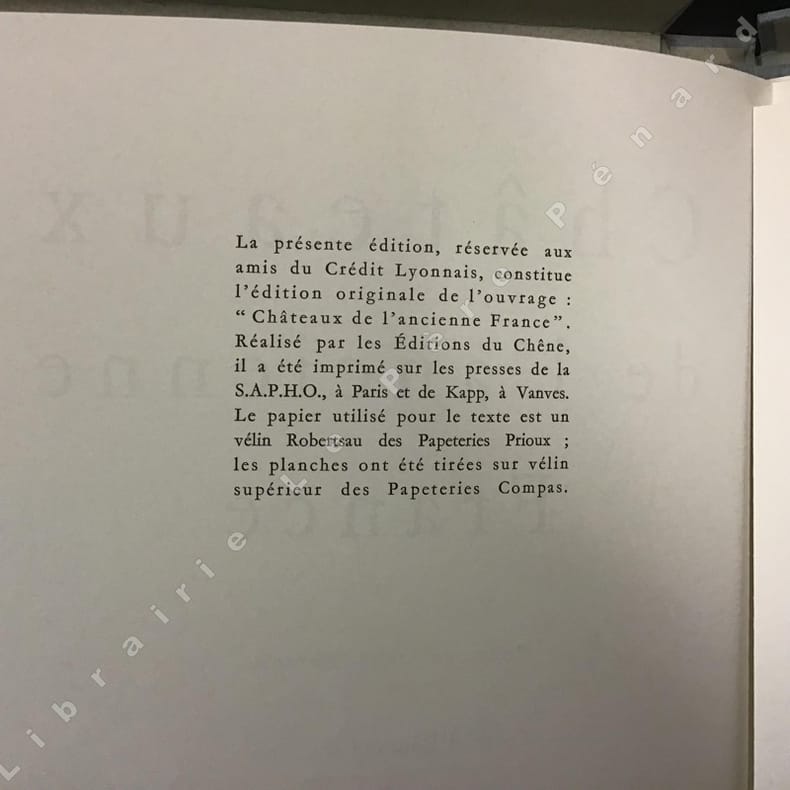 La présente édition, réservée aux
amis du Crédit Lyonnais, constitue
l'édition originale de l'ouvrage :
“ Châteaux de l'ancienne France”.
Réalisé par les Éditions du Chêne,
il a été imprimé sur les presses de la
S.A.P.H.O., à Paris et de Kapp, à Vanves.
Le papier utilisé pour le texte est un
vélin Robertsau des Papeteries Prioux ;
les planches ont été tirées sur vélin
supérieur des Papeteries Compas.
Librairie Le Père Pénard